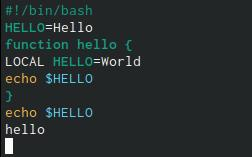 #!/bin/bash
HELLO=Hello
function hello {
LOCAL HELLO=World
echo $HELLO
}
echo $HELLO
hello